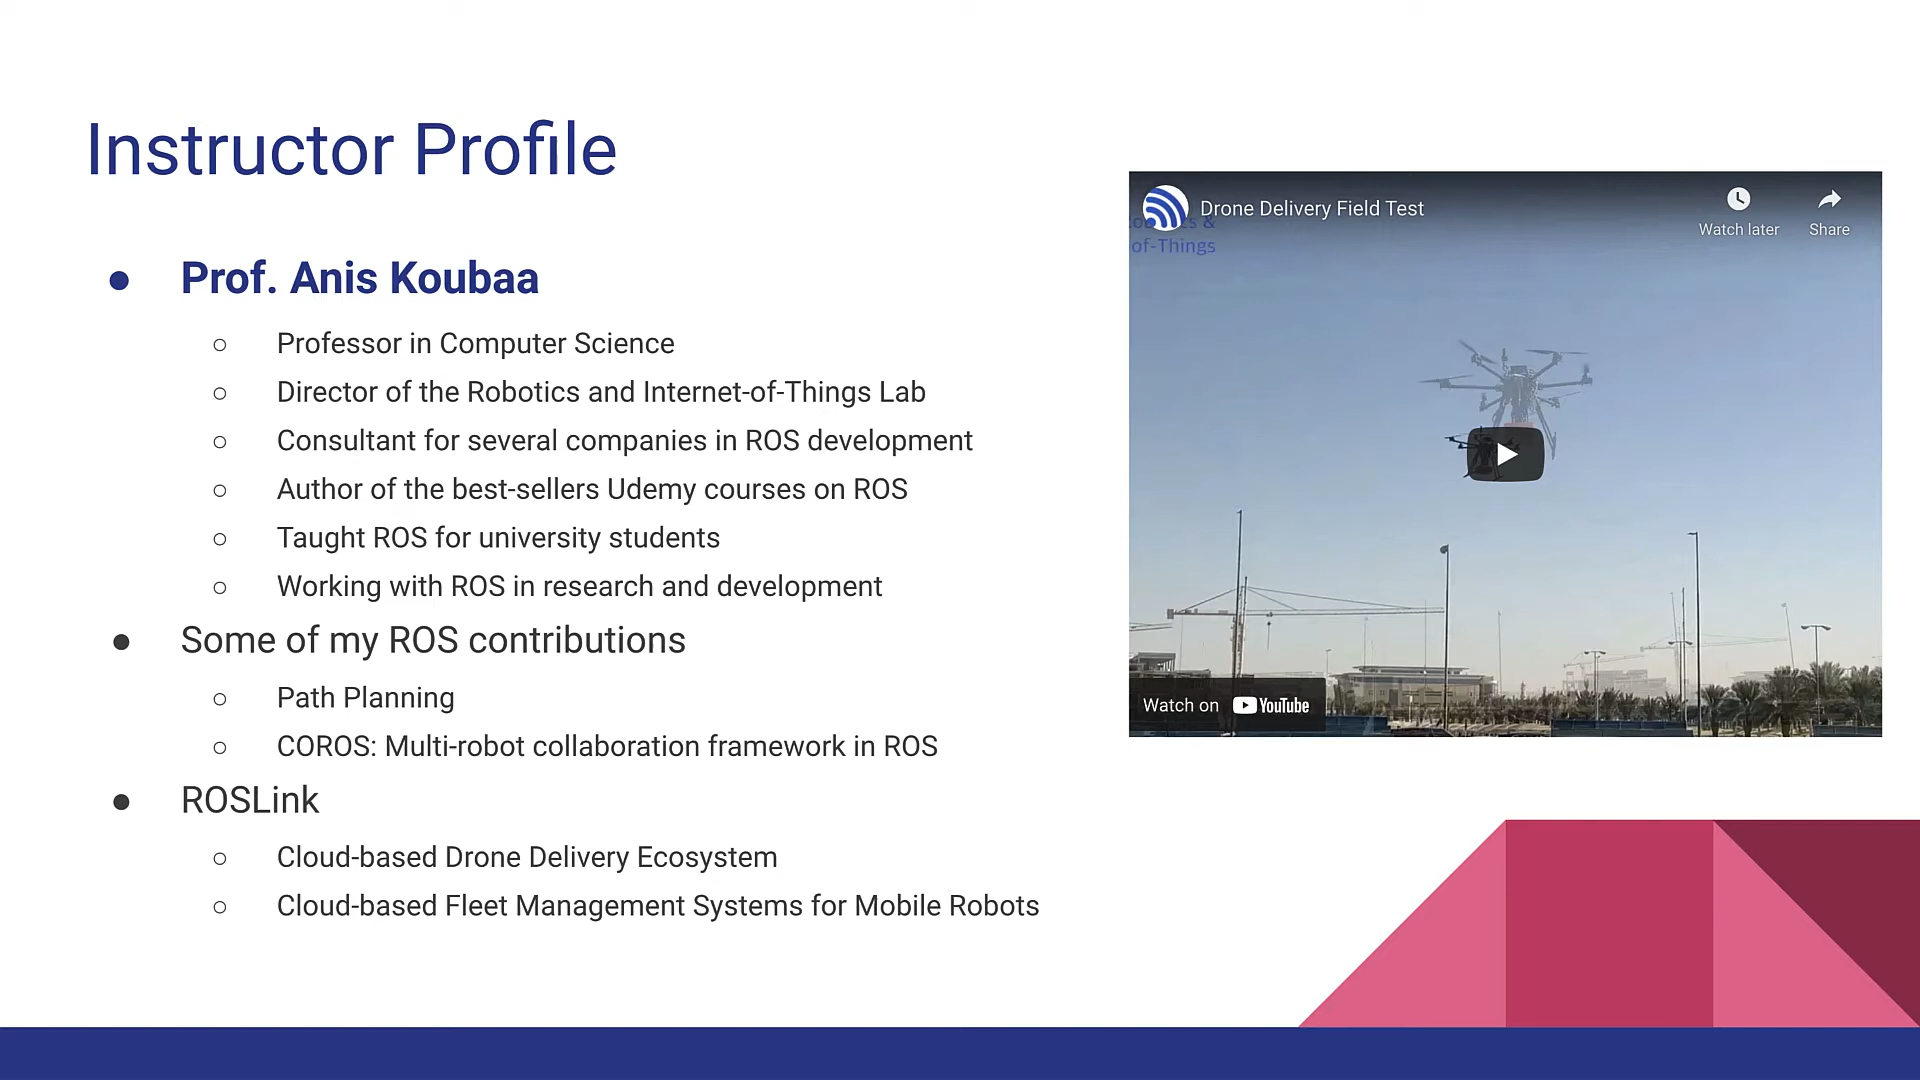 Instructor Profile
● Prof. Anis Koubaa
○ Professor in Computer Science
○ Director of the Robotics and Internet-of-Things Lab
○ Consultant for several companies in ROS development
○ Author of the best-sellers Udemy courses on ROS
○ Taught ROS for university students
○ Working with ROS in research and development
● Some of my ROS contributions
○ Path Planning
○ COROS: Multi-robot collaboration framework in ROS
● ROSLink
○ Cloud-based Drone Delivery Ecosystem
○ Cloud-based Fleet Management Systems for Mobile Robots
Drone Delivery Field Test
Watch later
Share
of-Things
Watch on YouTube